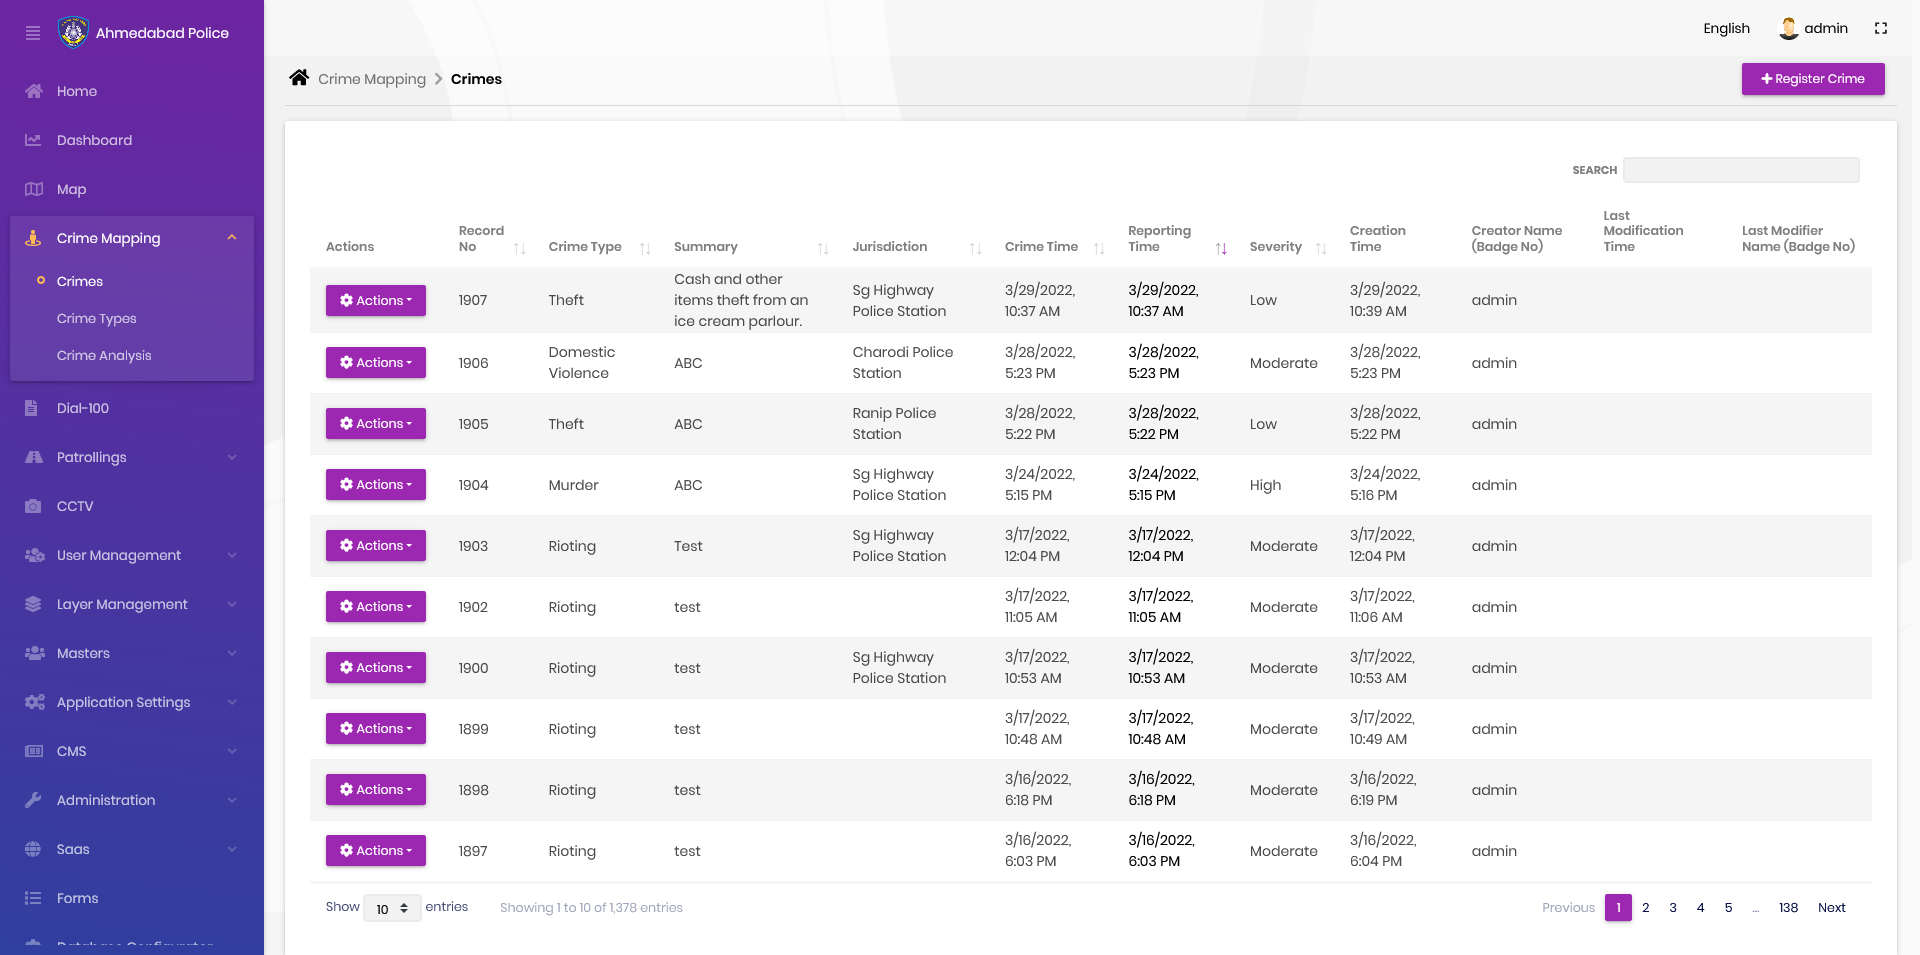 Ahmedabad Police
English
admin
Home
Dashboard
Map
Crime Mapping
Crimes
Crime Types
Crime Analysis
Dial-100
Patrollings
CCTV
User Management
Layer Management
Masters
Application Settings
CMS
Administration
Saas
Forms
Database Configurator
Crime Mapping > Crimes
+ Register Crime
SEARCH
Actions Record No Crime Type Summary Jurisdiction Crime Time Reporting Time Severity Creation Time Creator Name (Badge No) Last Modification Time Last Modifier Name (Badge No)
Actions 1907 Theft Cash and other items theft from an ice cream parlour. Sg Highway Police Station 3/29/2022, 10:37 AM 3/29/2022, 10:37 AM Low 3/29/2022, 10:39 AM admin
Actions 1906 Domestic Violence ABC Charodi Police Station 3/28/2022, 5:23 PM 3/28/2022, 5:23 PM Moderate 3/28/2022, 5:23 PM admin
Actions 1905 Theft ABC Ranip Police Station 3/28/2022, 5:22 PM 3/28/2022, 5:22 PM Low 3/28/2022, 5:22 PM admin
Actions 1904 Murder ABC Sg Highway Police Station 3/24/2022, 5:15 PM 3/24/2022, 5:15 PM High 3/24/2022, 5:16 PM admin
Actions 1903 Rioting Test Sg Highway Police Station 3/17/2022, 12:04 PM 3/17/2022, 12:04 PM Moderate 3/17/2022, 12:04 PM admin
Actions 1902 Rioting test 3/17/2022, 11:05 AM 3/17/2022, 11:05 AM Moderate 3/17/2022, 11:06 AM admin
Actions 1900 Rioting test Sg Highway Police Station 3/17/2022, 10:53 AM 3/17/2022, 10:53 AM Moderate 3/17/2022, 10:53 AM admin
Actions 1899 Rioting test 3/17/2022, 10:48 AM 3/17/2022, 10:48 AM Moderate 3/17/2022, 10:49 AM admin
Actions 1898 Rioting test 3/16/2022, 6:18 PM 3/16/2022, 6:18 PM Moderate 3/16/2022, 6:19 PM admin
Actions 1897 Rioting test 3/16/2022, 6:03 PM 3/16/2022, 6:03 PM Moderate 3/16/2022, 6:04 PM admin
Show 10 entries Showing 1 to 10 of 1,378 entries
Previous 1 2 3 4 5 … 138 Next